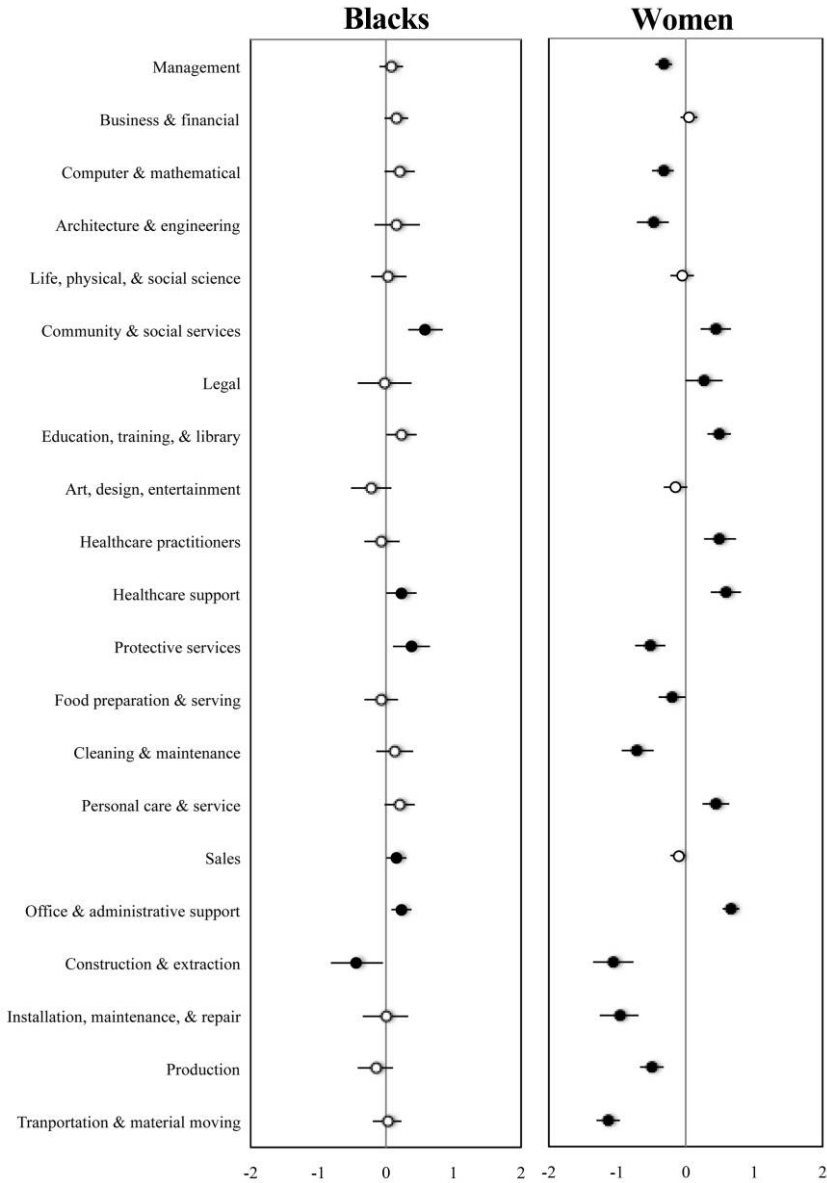 Blacks Women
Management
Business & financial
Computer & mathematical
Architecture & engineering
Life, physical, & social science
Community & social services
Legal
Education, training, & library
Art, design, entertainment
Healthcare practitioners
Healthcare support
Protective services
Food preparation & serving
Cleaning & maintenance
Personal care & service
Sales
Office & administrative support
Construction & extraction
Installation, maintenance, & repair
Production
Tranportation & material moving
-2 -1 0 1 2 -2 -1 0 1 2